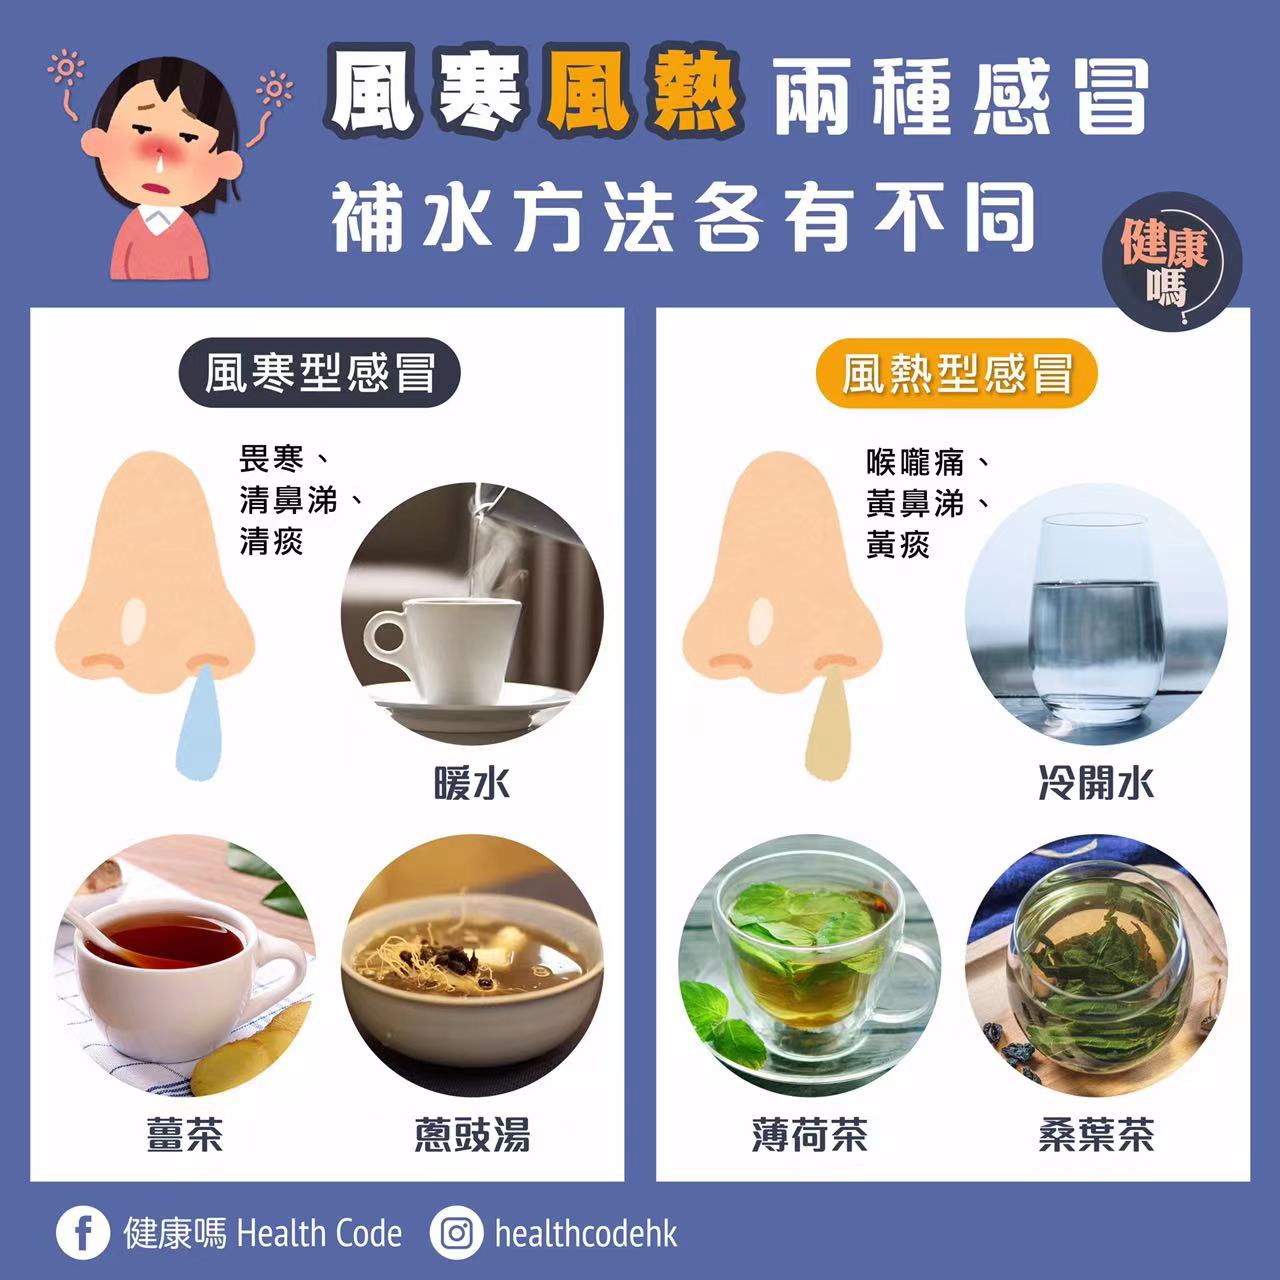 風寒風熱兩種感冒
補水方法各有不同
健康
嗎
風寒型感冒
畏寒、
清鼻涕、
清痰
暖水
薑茶
蔥豉湯
風熱型感冒
喉嚨痛、
黃鼻涕、
黃痰
冷開水
薄荷茶
桑葉茶
健康嗎 Health Code
healthcodehk